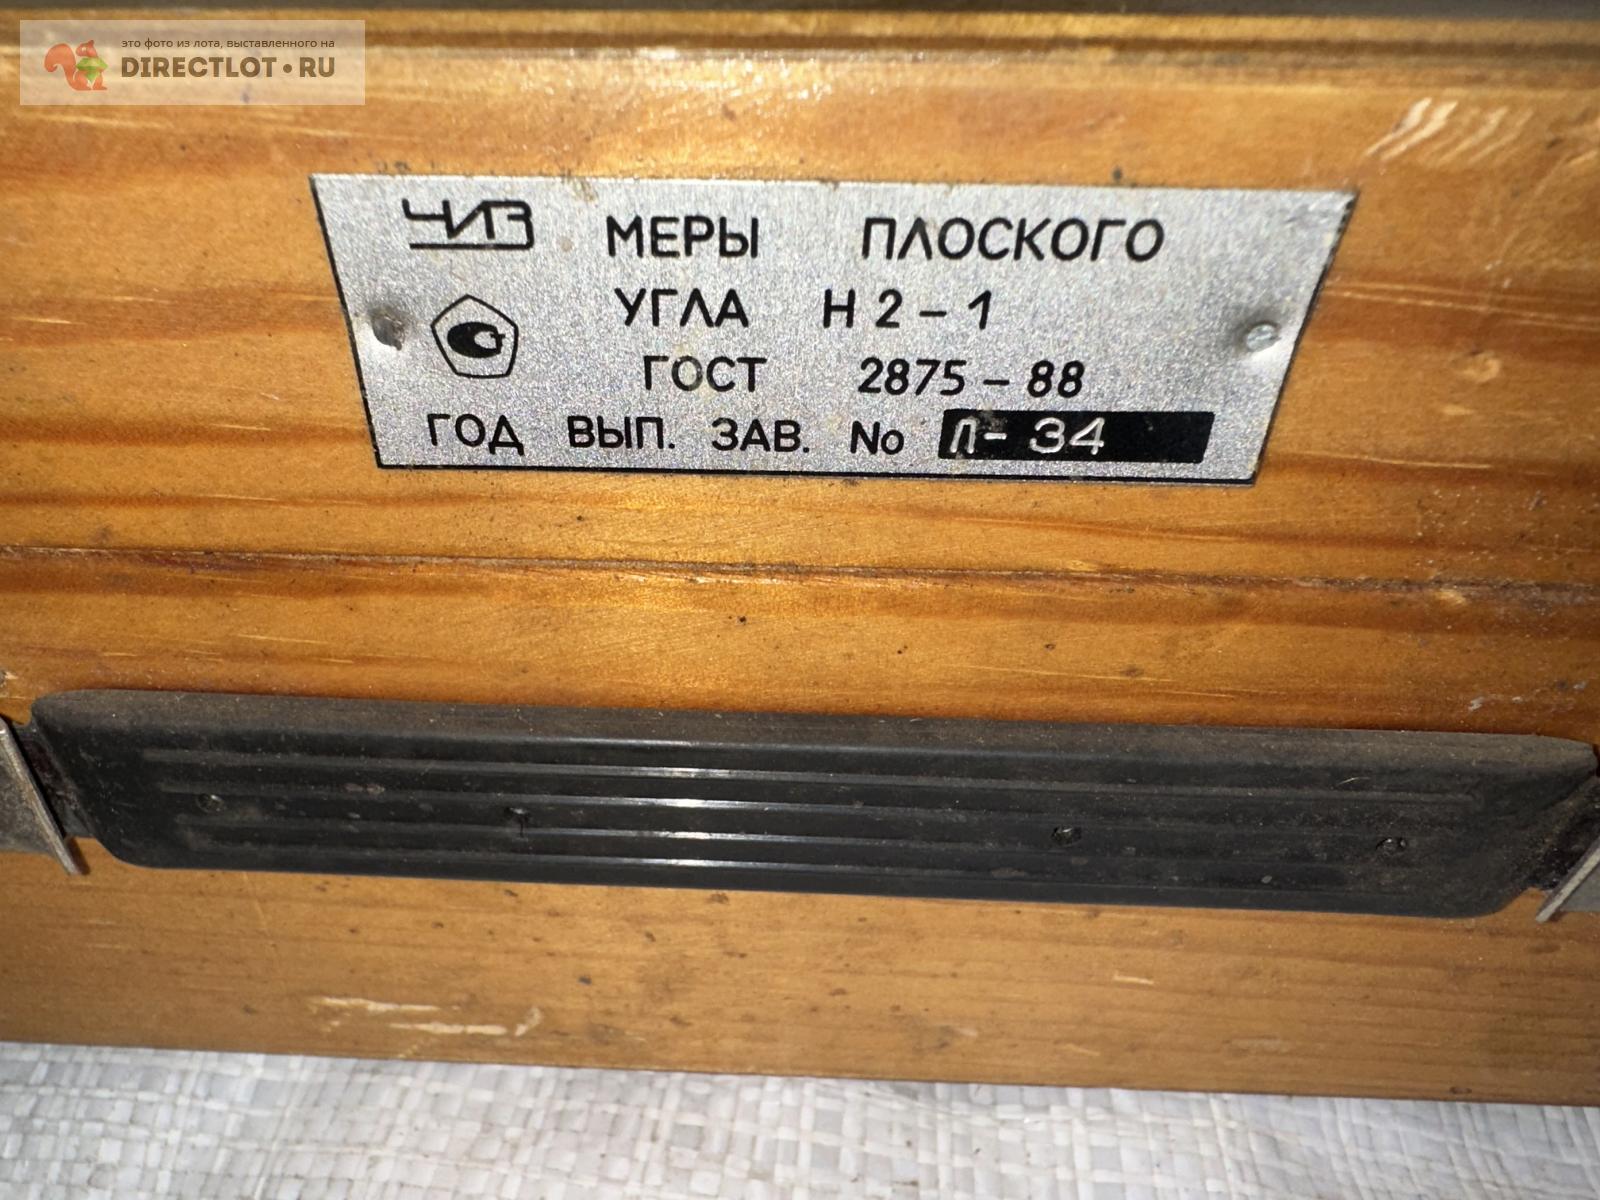 это фото из лота, выставленного на
DIRECTLOT•RU
ЧИЗ МЕРЫ ПЛОСКОГО
УГЛА Н 2 – 1
ГОСТ 2875 – 88
ГОД ВЫП. ЗАВ. No Л- 34